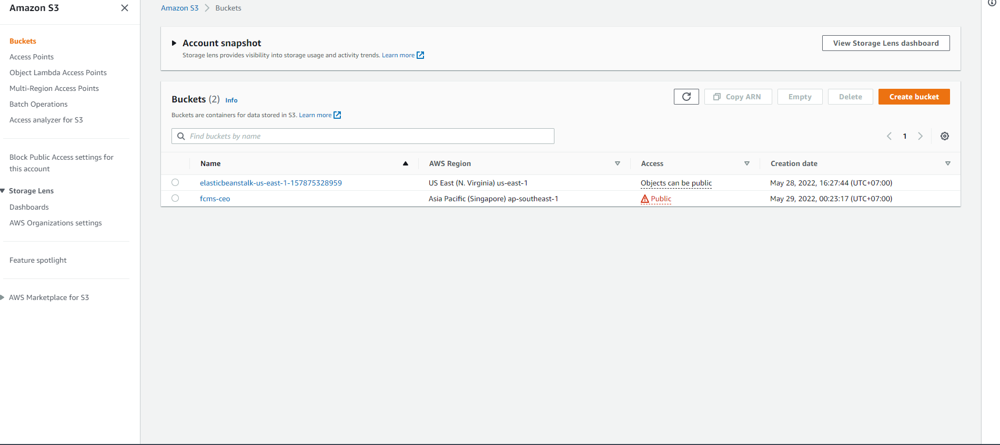 Amazon S3
Buckets
Access Points
Object Lambda Access Points
Multi-Region Access Points
Batch Operations
Access analyzer for S3
Block Public Access settings for
this account
Storage Lens
Dashboards
AWS Organizations settings
Feature spotlight
AWS Marketplace for S3
Amazon S3 Buckets
Account snapshot
Storage lens provides visibility into storage usage and activity trends. Learn more
View Storage Lens dashboard
Buckets (2) Info
Buckets are containers for data stored in S3. Learn more
Copy ARN Empty Delete Create bucket
Find buckets by name
1
Name AWS Region Access Creation date
elasticbeanstalk-us-east-1-157875328959 US East (N. Virginia) us-east-1 Objects can be public May 28, 2022, 16:27:44 (UTC+07:00)
fcms-ceo Asia Pacific (Singapore) ap-southeast-1 Public May 29, 2022, 00:23:17 (UTC+07:00)